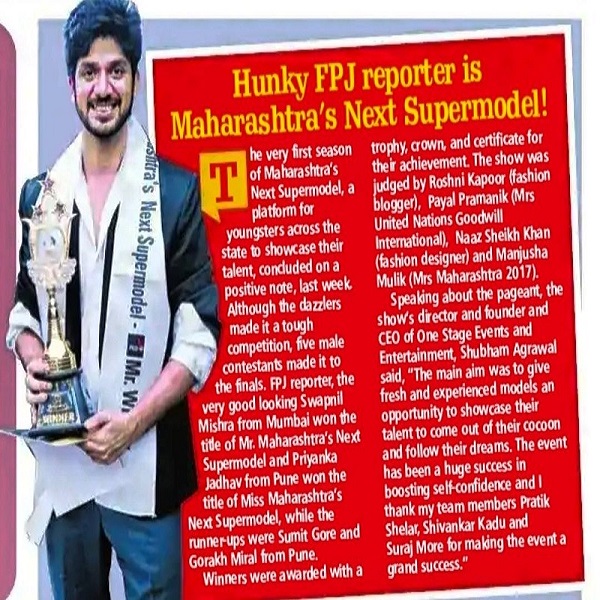 Hunky FPJ reporter is
Maharashtra's Next Supermodel!
The very first season
of Maharashtra's
Next Supermodel, a
platform for
youngsters across the
state to showcase their
talent, concluded on a
positive note, last week.
Although the dazzlers
made it a tough
competition, five male
contestants made it to
the finals. FPJ reporter, the
very good looking Swapnil
Mishra from Mumbai won the
title of Mr. Maharashtra's Next
Supermodel and Priyanka
Jadhav from Pune won the
title of Miss Maharashtra's
Next Supermodel, while the
runner-ups were Sumit Gore and
Gorakh Miral from Pune.
Winners were awarded with a
trophy, crown, and certificate for
their achievement. The show was
judged by Roshni Kapoor (fashion
blogger), Payal Pramanik (Mrs
United Nations Goodwill
International), Naaz Sheikh Khan
(fashion designer) and Manjusha
Mulik (Mrs Maharashtra 2017).
Speaking about the pageant, the
show's director and founder and
CEO of One Stage Events and
Entertainment, Shubham Agrawal
said, "The main aim was to give
fresh and experienced models an
opportunity to showcase their
talent to come out of their cocoon
and follow their dreams. The event
has been a huge success in
boosting self-confidence and I
thank my team members Pratik
Shelar, Shivankar Kadu and
Suraj More for making the event a
grand success."
shtra's Next Supermodel - Mr. W
WINNER